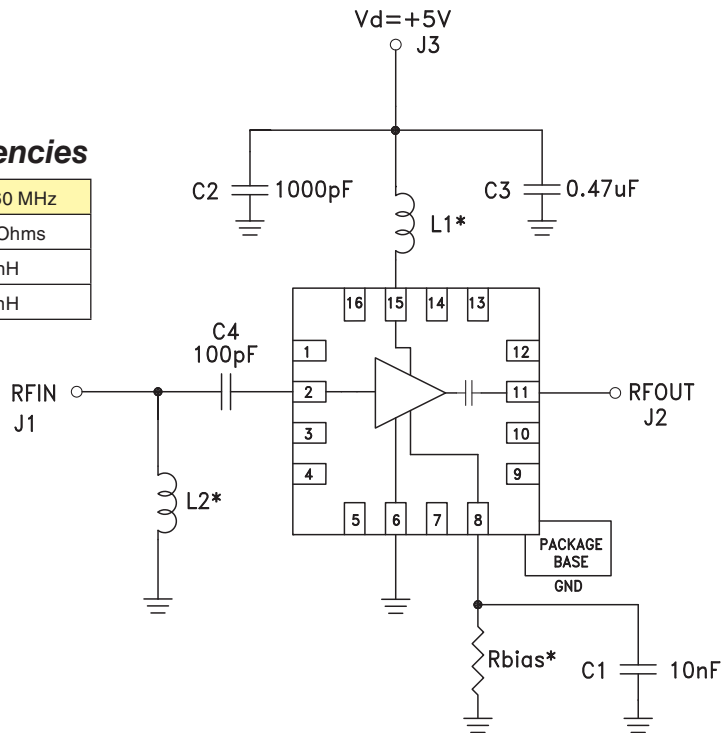 Vd=+5V
J3
encies
60 MHz
Ohms
nH
nH
C2
1000pF
C3
0.47uF
L1*
16
15
14
13
C4
100pF
1
12
RFIN
J1
2
11
RFOUT
J2
3
10
4
9
L2*
5
6
7
8
PACKAGE
BASE
GND
Rbias*
C1
10nF